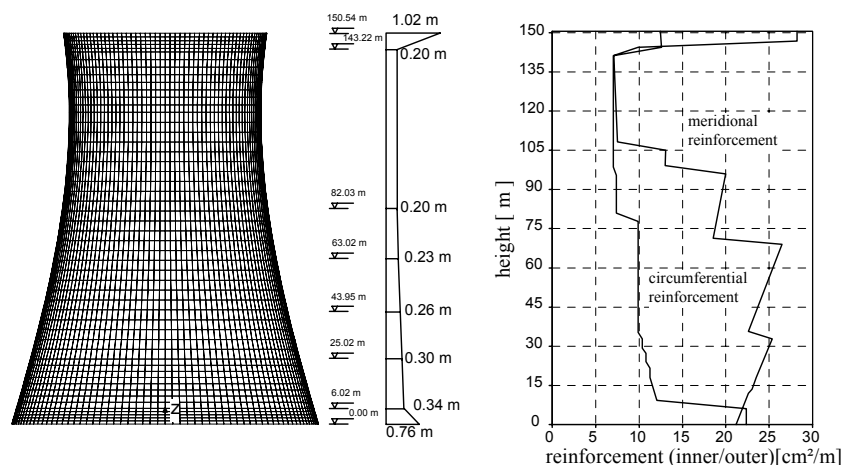 150.54 m
143.22 m
82.03 m
63.02 m
43.95 m
25.02 m
6.02 m
0.00 m
Z
1.02 m
0.20 m
0.20 m
0.23 m
0.26 m
0.30 m
0.34 m
0.76 m
150
135
120
105
90
75
60
45
30
15
0
height [ m ]
meridional
reinforcement
circumferential
reinforcement
0 5 10 15 20 25 30
reinforcement (inner/outer)[cm²/m]